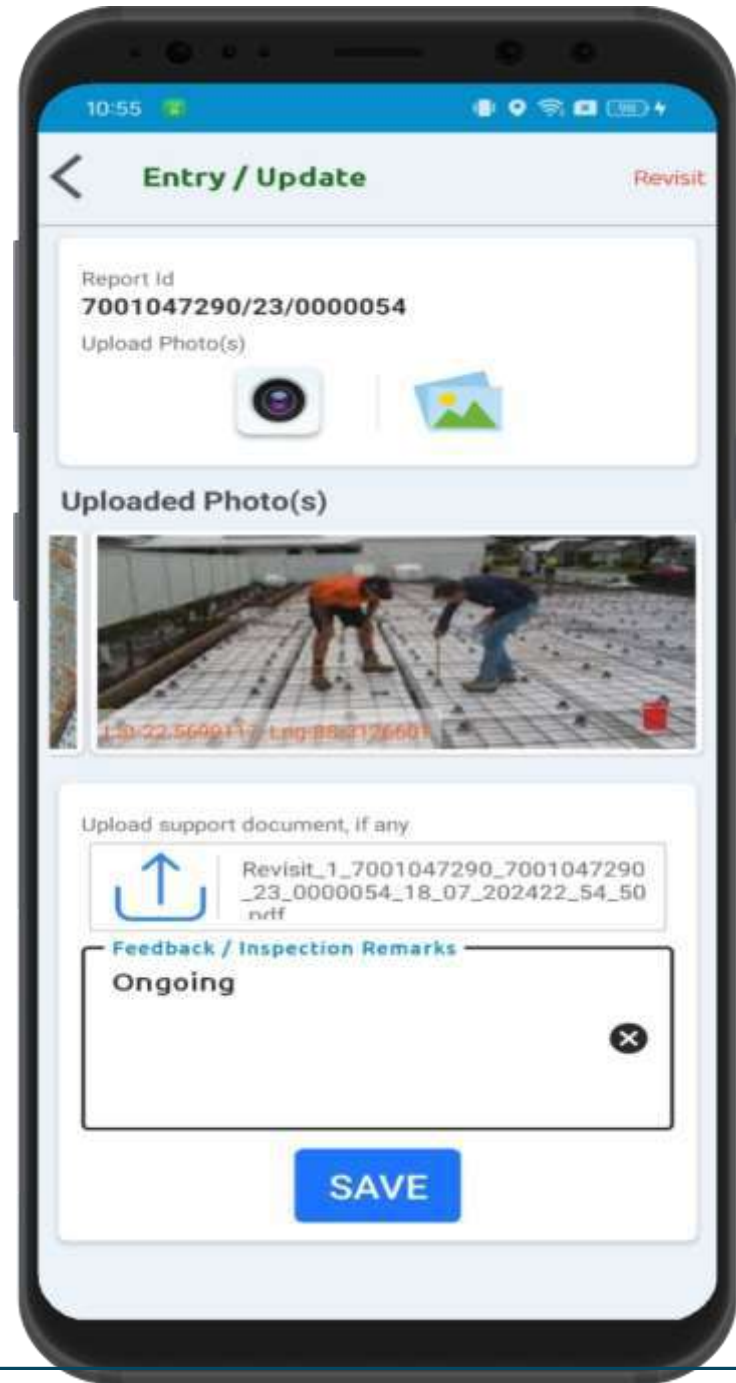 10:55
Entry / Update
Revisit
Report Id
7001047290/23/0000054
Upload Photo(s)
Uploaded Photo(s)
Upload support document, if any
Revisit_1_7001047290_7001047290
_23_0000054_18_07_202422_54_50
.pdf
Feedback / Inspection Remarks
Ongoing
SAVE